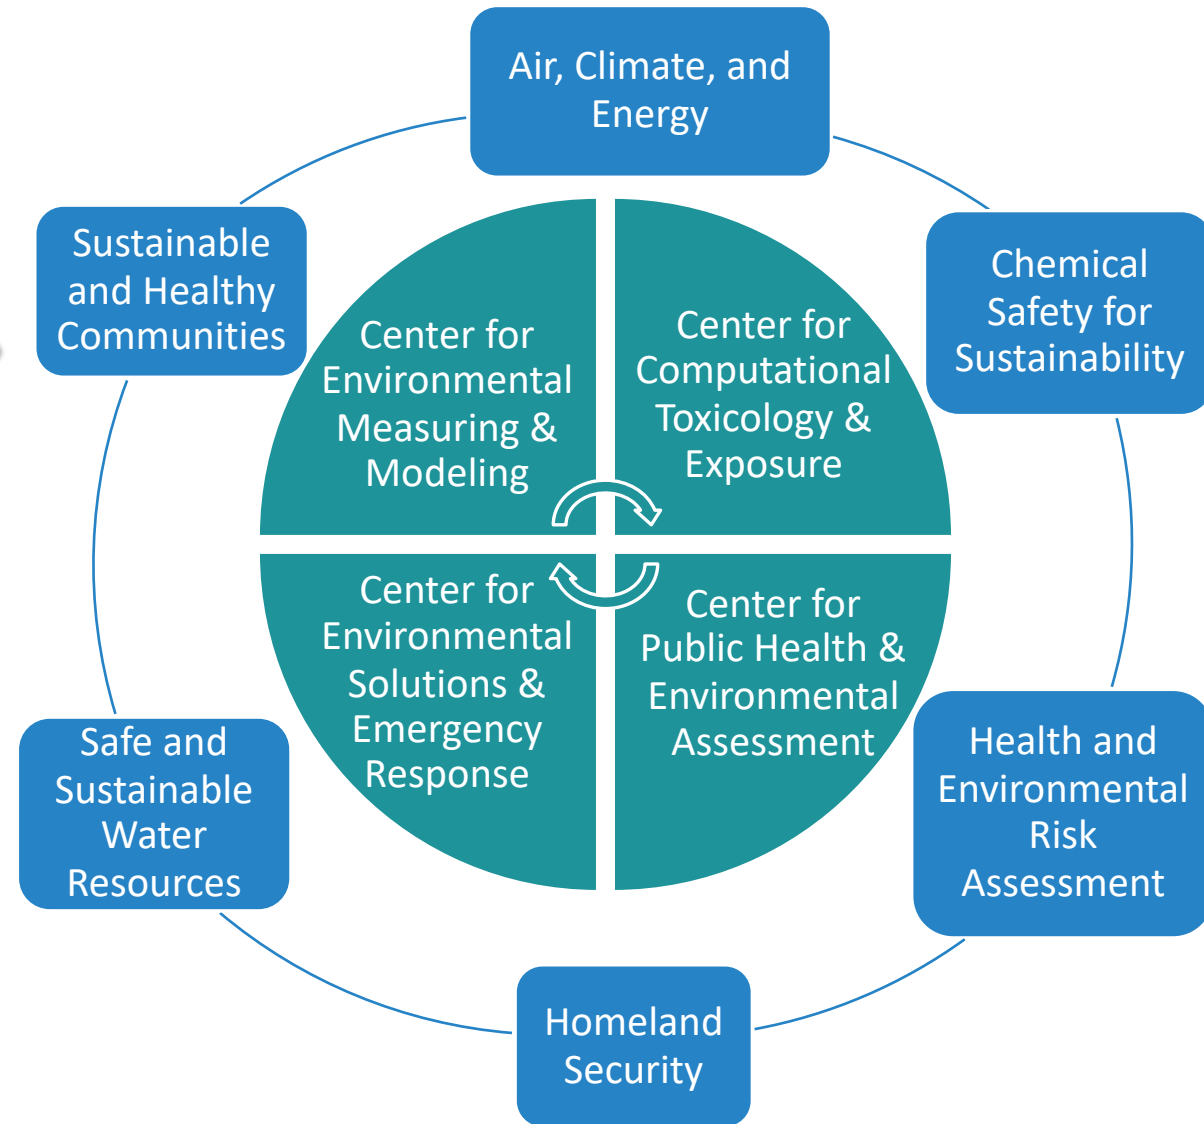 Air, Climate, and
Energy
Sustainable
and Healthy
Communities
Chemical
Safety for
Sustainability
Center for
Environmental
Measuring &
Modeling
Center for
Computational
Toxicology &
Exposure
Center for
Environmental
Solutions &
Emergency
Response
Center for
Public Health &
Environmental
Assessment
Safe and
Sustainable
Water
Resources
Health and
Environmental
Risk
Assessment
Homeland
Security